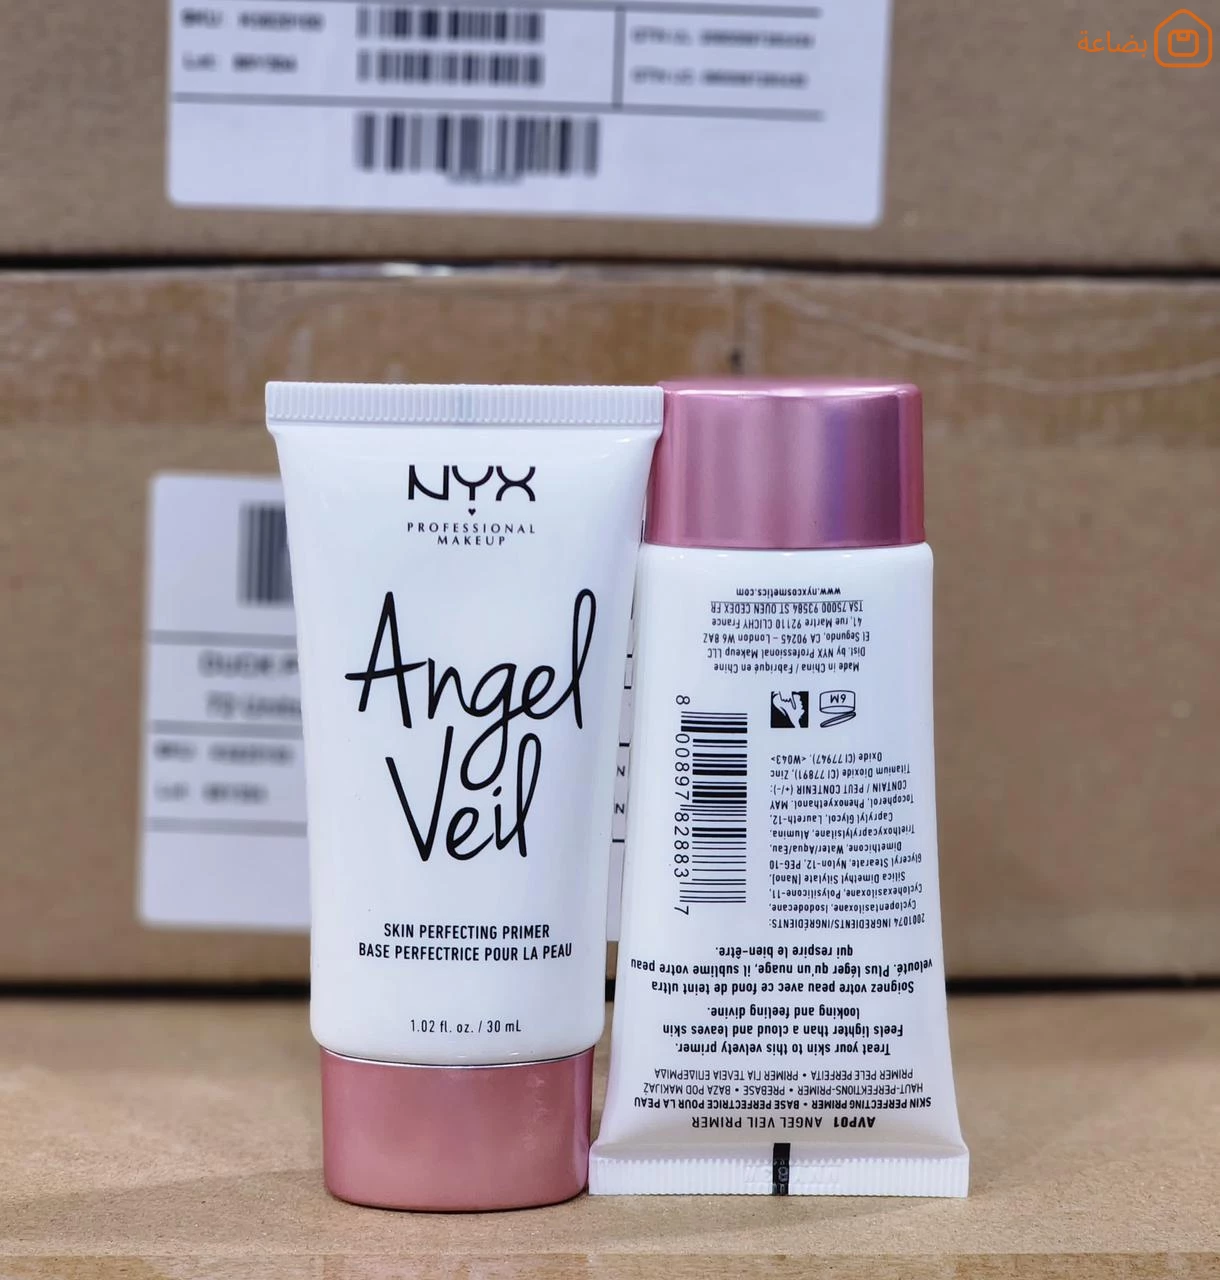 بضاعة
NYX
PROFESSIONAL
MAKEUP
Angel
Veil
SKIN PERFECTING PRIMER
BASE PERFECTRICE POUR LA PEAU
1.02 fl. oz. / 30 mL
AVP01 ANGEL VEIL PRIMER
SKIN PERFECTING PRIMER • BASE PERFECTRICE POUR LA PEAU
HAUT-PERFEKTIONS-PRIMER • PREBASE • BAZA POD MAKIJAŻ
PRIMER PELE PERFEITA • PRIMER ΓΙΑ ΤΕΛΕΙΑ ΕΠΙΔΕΡΜΙΔΑ
Treat your skin to this velvety primer.
Feels lighter than a cloud and leaves skin
looking and feeling divine.
Soignez votre peau avec ce fond de teint ultra
velouté. Plus léger qu'un nuage, il sublime votre peau
qui respire le bien-être.
2001074 INGREDIENTS/INGRÉDIENTS:
Cyclopentasiloxane, Isododecane,
Cyclohexasiloxane, Polysilicone-11,
Silica Dimethyl Silylate [Nano],
Glyceryl Stearate, Nylon-12, PEG-10
Dimethicone, Water/Aqua/Eau,
Triethoxycaprylylsilane, Alumina,
Caprylyl Glycol, Laureth-12,
Tocopherol, Phenoxyethanol. MAY
CONTAIN / PEUT CONTENIR (+/-):
Titanium Dioxide (CI 77891), Zinc
Oxide (CI 77947). <W043>
8 00897 82883 7
6M
Made in China / Fabriqué en Chine
Dist. by NYX Professional Makeup LLC
El Segundo, CA 90245 – London W6 8AZ
41, rue Martre 92110 CLICHY France
TSA 75000 93584 ST OUEN CEDEX FR
www.nyxcosmetics.com